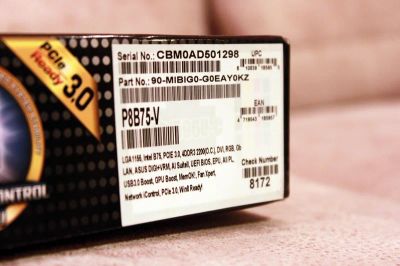 PCIe
Ready 3.0
CONTROL
Serial No.: CBM0AD501298
UPC
Part No.: 90-MIBIG0-G0EAY0KZ
EAN
P8B75-V
LGA1155, Intel B75, PCIE 3.0, 4DDR3 2200(O.C.), DVI, RGB, Gb
LAN, ASUS DIGI+VRM, AI Suite II, UEFI BIOS, EPU, All PL,
USB3.0 Boost, GPU Boost, MemOK!, Fan Xpert,
Network iControl, PCIe 3.0, Win8 Ready!
Check Number
8172